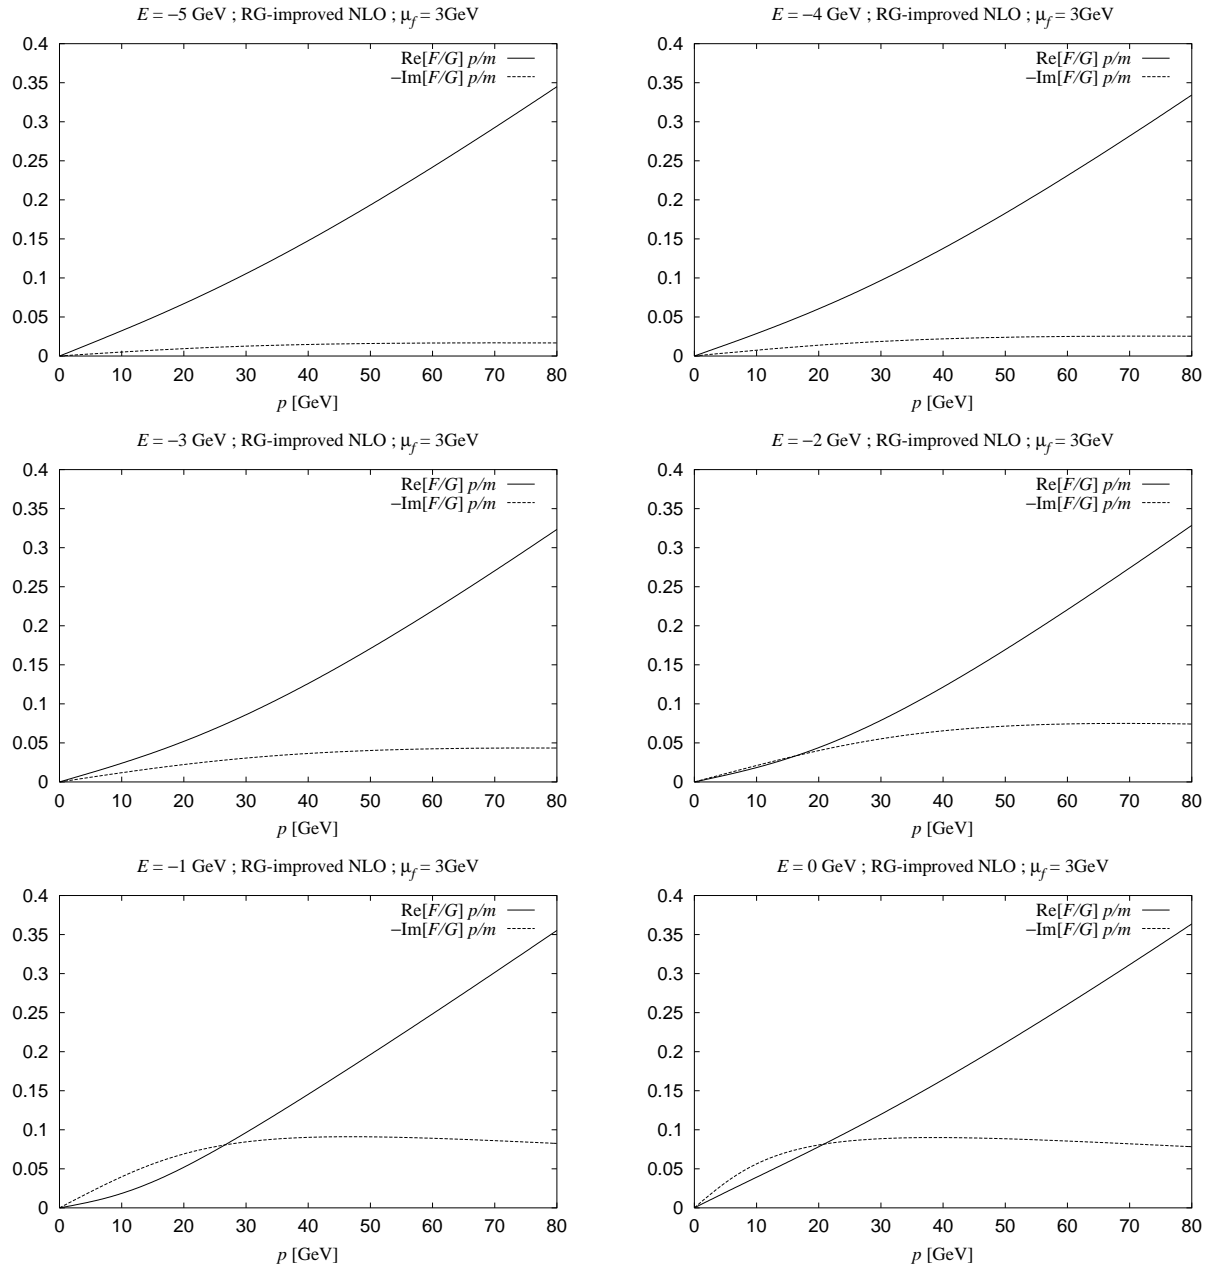 E = −5 GeV ; RG-improved NLO ; μf = 3GeV
0.4
0.35
0.3
0.25
0.2
0.15
0.1
0.05
0
Re[F/G] p/m
−Im[F/G] p/m
0 10 20 30 40 50 60 70 80
p [GeV]
E = −4 GeV ; RG-improved NLO ; μf = 3GeV
0.4
0.35
0.3
0.25
0.2
0.15
0.1
0.05
0
Re[F/G] p/m
−Im[F/G] p/m
0 10 20 30 40 50 60 70 80
p [GeV]
E = −3 GeV ; RG-improved NLO ; μf = 3GeV
0.4
0.35
0.3
0.25
0.2
0.15
0.1
0.05
0
Re[F/G] p/m
−Im[F/G] p/m
0 10 20 30 40 50 60 70 80
p [GeV]
E = −2 GeV ; RG-improved NLO ; μf = 3GeV
0.4
0.35
0.3
0.25
0.2
0.15
0.1
0.05
0
Re[F/G] p/m
−Im[F/G] p/m
0 10 20 30 40 50 60 70 80
p [GeV]
E = −1 GeV ; RG-improved NLO ; μf = 3GeV
0.4
0.35
0.3
0.25
0.2
0.15
0.1
0.05
0
Re[F/G] p/m
−Im[F/G] p/m
0 10 20 30 40 50 60 70 80
p [GeV]
E = 0 GeV ; RG-improved NLO ; μf = 3GeV
0.4
0.35
0.3
0.25
0.2
0.15
0.1
0.05
0
Re[F/G] p/m
−Im[F/G] p/m
0 10 20 30 40 50 60 70 80
p [GeV]